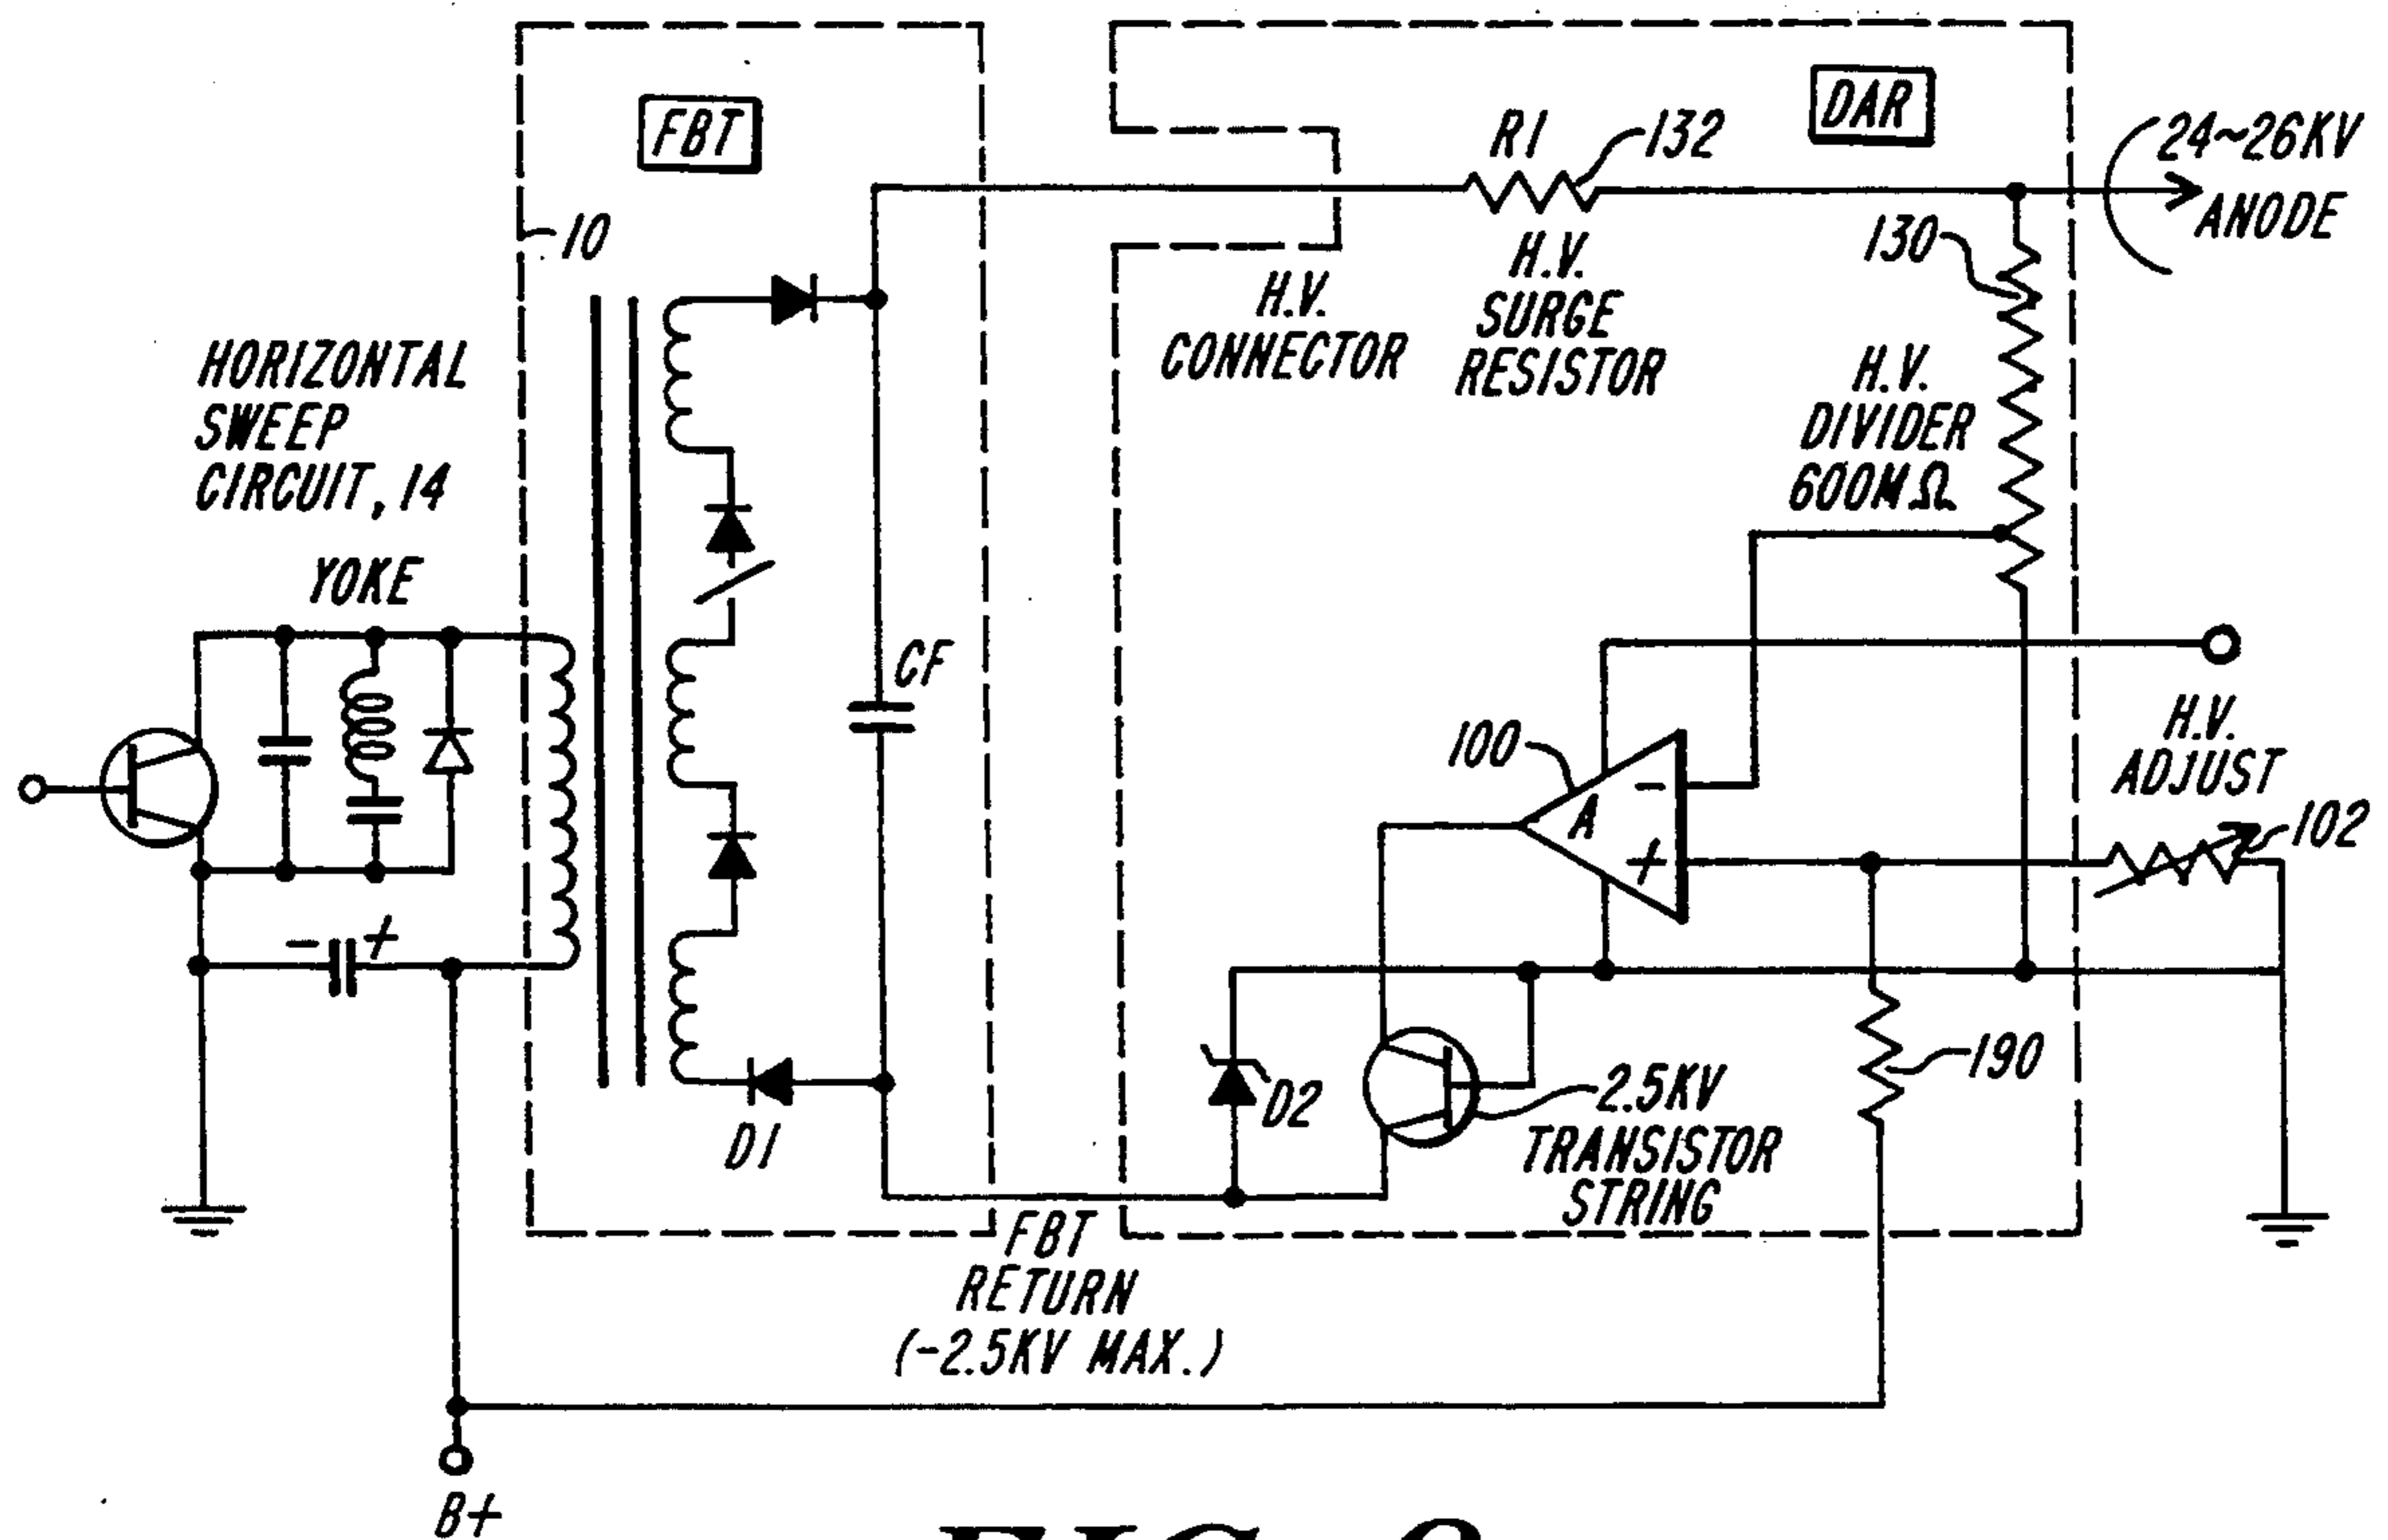 FBT
DAR
10
R1
132
24~26KV
ANODE
130
H.V.
CONNECTOR
H.V.
SURGE
RESISTOR
H.V.
DIVIDER
600MΩ
HORIZONTAL
SWEEP
CIRCUIT, 14
YOKE
CF
100
A
-
+
H.V.
ADJUST
102
- +
D1
D2
2.5KV
TRANSISTOR
STRING
190
FBT
RETURN
(-2.5KV MAX.)
B+